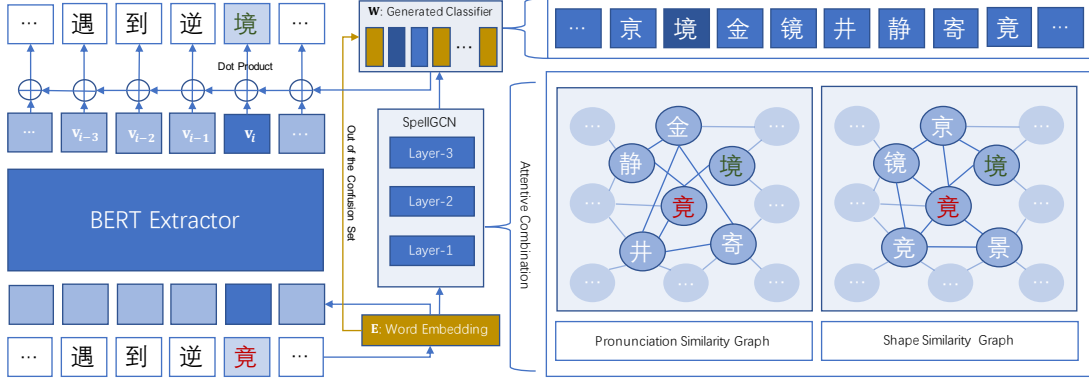 … 遇 到 逆 境 …
Dot Product
… v_{i−3} v_{i−2} v_{i−1} v_i …
BERT Extractor
… 遇 到 逆 竟 …
W: Generated Classifier
…
Out of the Confusion Set
SpellGCN
Layer-3
Layer-2
Layer-1
E: Word Embedding
Attentive Combination
… 京 境 金 镜 井 静 寄 竟 …
… 金 …
静 境
… 竟 …
井 寄
… … …
Pronunciation Similarity Graph
… 京 …
镜 境
… 竟 …
竞 景
… … …
Shape Similarity Graph